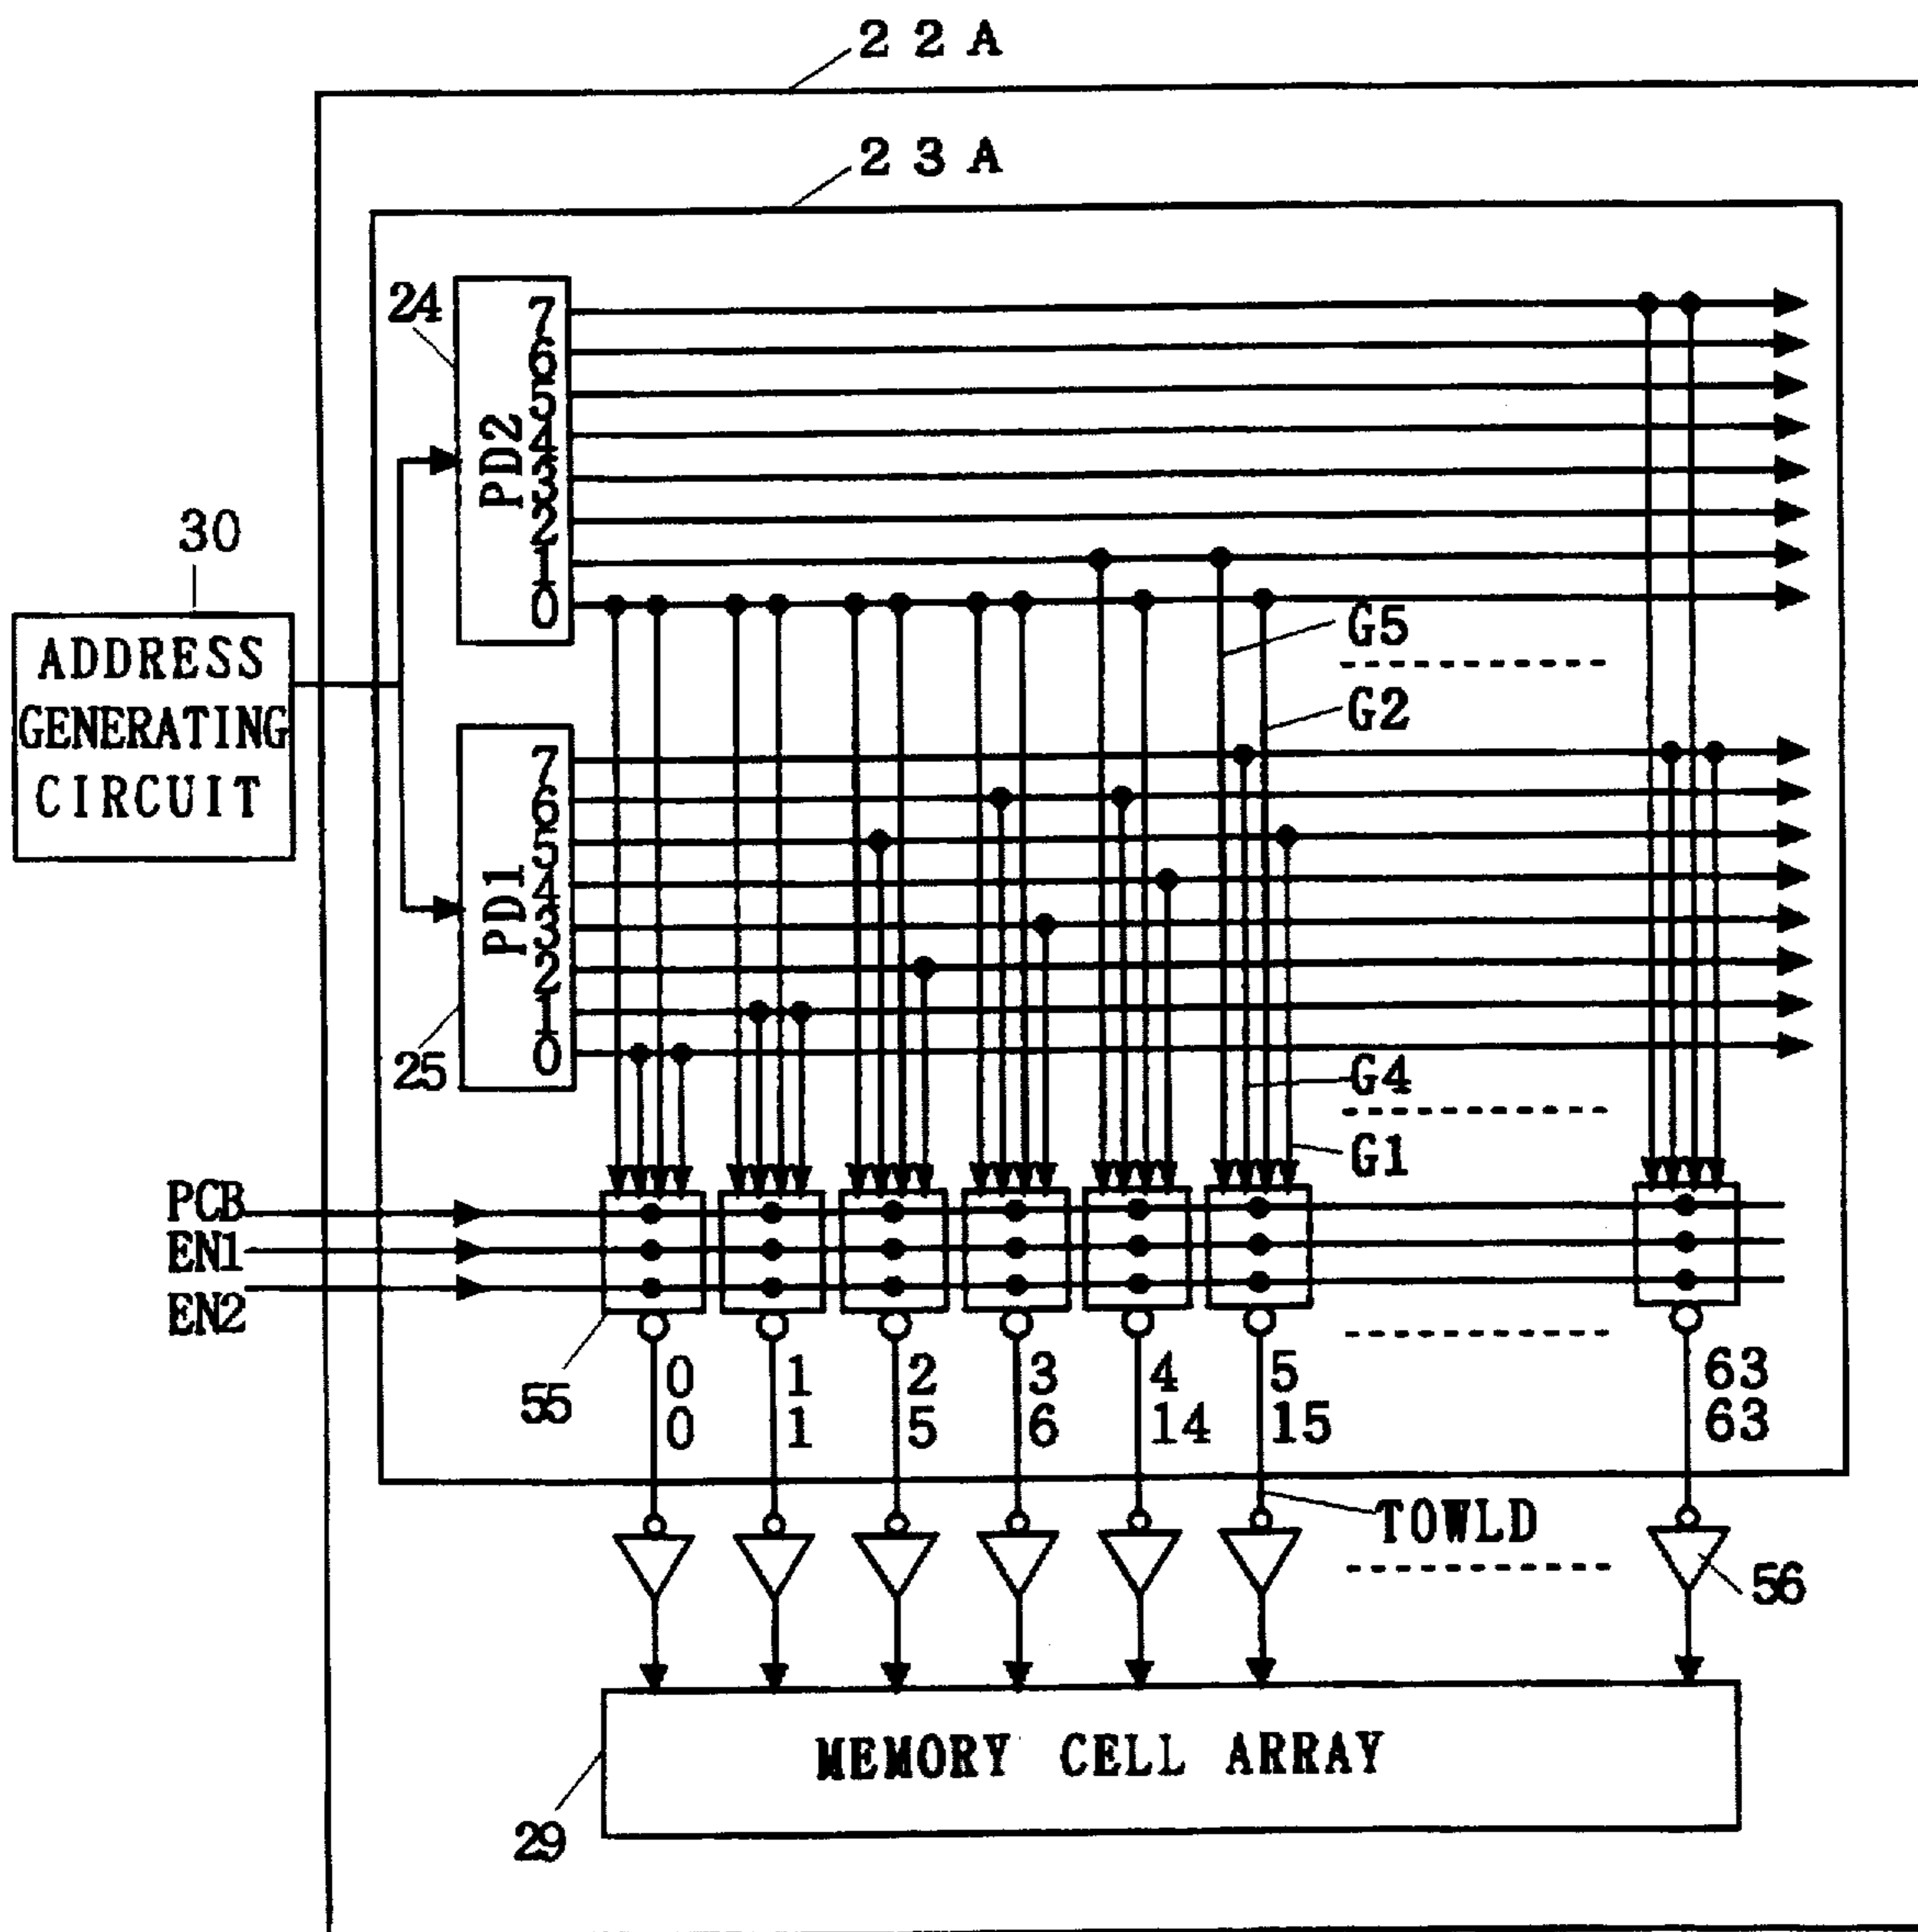 22A
23A
24
7
6
5
4
3
2
1
0
PD2
30
ADDRESS
GENERATING
CIRCUIT
G5
G2
7
6
5
4
3
2
1
0
PD1
25
G4
G1
PCB
EN1
EN2
55
0 1 2 3 4 5 63
0 1 5 6 14 15 63
TOWLD
56
MEMORY CELL ARRAY
29